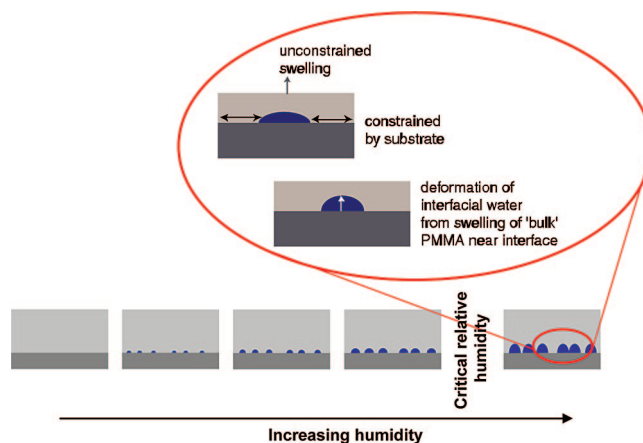 unconstrained
swelling
constrained
by substrate
deformation of
interfacial water
from swelling of 'bulk'
PMMA near interface
Critical relative
humidity
Increasing humidity